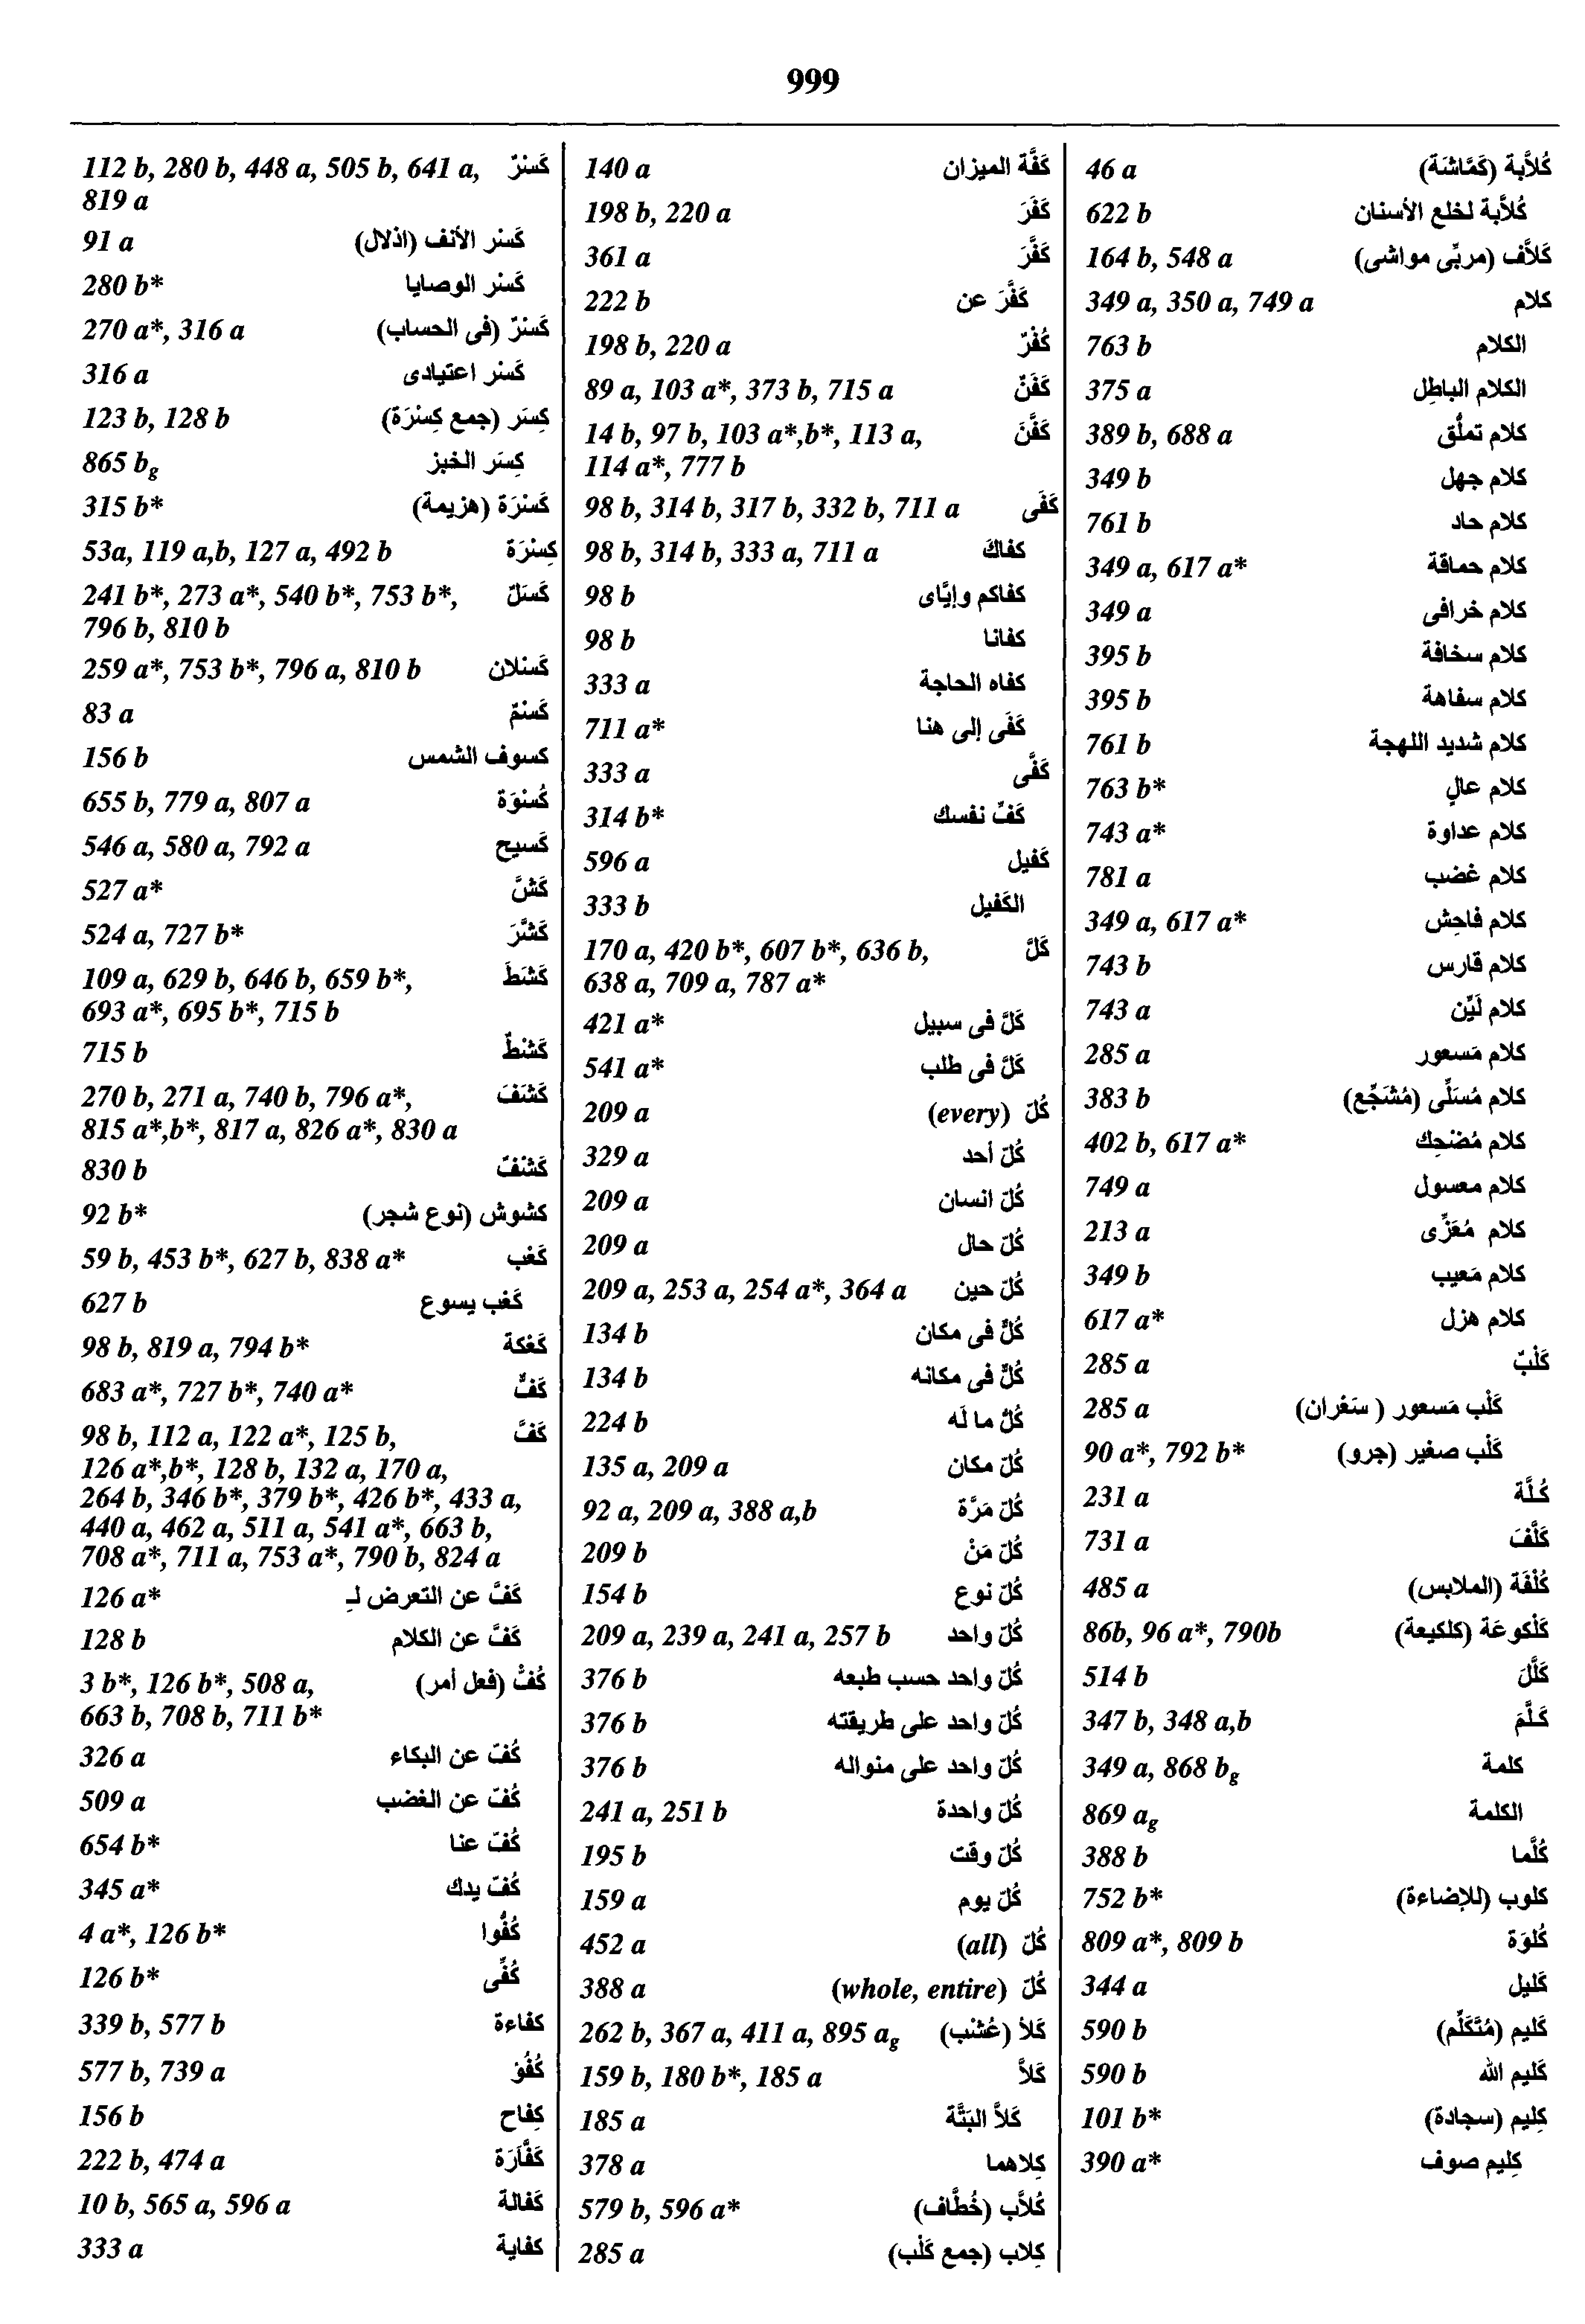 999
112 b, 280 b, 448 a, 505 b, 641 a, كَسْرٌ
819 a
91 a كَسْر الأنف (اذلال)
280 b* كَسْر الوصايا
270 a*, 316 a كَسْرٌ (فى الحساب)
316 a كَسْر اعتيادى
123 b, 128 b كِسَر (جمع كِسْرَة)
865 bg كِسَر الخبز
315 b* كَسْرَة (هزيمة)
53a, 119 a,b, 127 a, 492 b كِسْرَة
241 b*, 273 a*, 540 b*, 753 b*, كَسَلٌ
796 b, 810 b
259 a*, 753 b*, 796 a, 810 b كَسْلان
83 a كَسْمٌ
156 b كسوف الشمس
655 b, 779 a, 807 a كُسْوَة
546 a, 580 a, 792 a كَسيح
527 a* كَشَّ
524 a, 727 b* كَشَّرَ
109 a, 629 b, 646 b, 659 b*, كَشَطَ
693 a*, 695 b*, 715 b
715 b كَشْطٌ
270 b, 271 a, 740 b, 796 a*, كَشَفَ
815 a*,b*, 817 a, 826 a*, 830 a
830 b كَشْفٌ
92 b* كشوش (نوع شجر)
59 b, 453 b*, 627 b, 838 a* كَعْب
627 b كَعْب يسوع
98 b, 819 a, 794 b* كَعْكة
683 a*, 727 b*, 740 a* كَفٌّ
98 b, 112 a, 122 a*, 125 b, كَفَّ
126 a*,b*, 128 b, 132 a, 170 a,
264 b, 346 b*, 379 b*, 426 b*, 433 a,
440 a, 462 a, 511 a, 541 a*, 663 b,
708 a*, 711 a, 753 a*, 790 b, 824 a
126 a* كَفَّ عن التعرض لـ
128 b كَفَّ عن الكلام
3 b*, 126 b*, 508 a, كُفْ (فعل أمر)
663 b, 708 b, 711 b*
326 a كُفّ عن البكاء
509 a كُفّ عن الغضب
654 b* كُفّ عنا
345 a* كُفّ يدك
4 a*, 126 b* كُفُّوا
126 b* كُفِّى
339 b, 577 b كفاءة
577 b, 739 a كُفُؤ
156 b كِفاح
222 b, 474 a كَفَّارَة
10 b, 565 a, 596 a كَفالة
333 a كفاية
140 a كَفَّة الميزان
198 b, 220 a كَفَرَ
361 a كَفَّرَ
222 b كَفَّرَ عن
198 b, 220 a كُفْرٌ
89 a, 103 a*, 373 b, 715 a كَفَنٌ
14 b, 97 b, 103 a*,b*, 113 a, كَفَّنَ
114 a*, 777 b
98 b, 314 b, 317 b, 332 b, 711 a كَفَى
98 b, 314 b, 333 a, 711 a كفاكَ
98 b كفاكم وإيَّاى
98 b كفانا
333 a كفاه الحاجة
711 a* كَفَى إلى هنا
333 a كَفَّى
314 b* كَفِّ نفسك
596 a كَفيل
333 b الكَفيل
170 a, 420 b*, 607 b*, 636 b, كَلَّ
638 a, 709 a, 787 a*
421 a* كَلَّ فى سبيل
541 a* كَلَّ فى طلب
209 a كُلّ (every)
329 a كُلّ أحد
209 a كُلّ انسان
209 a كُلّ حال
209 a, 253 a, 254 a*, 364 a كُلّ حين
134 b كُلٌّ فى مكان
134 b كُلٌّ فى مكانه
224 b كُلُّ ما لَه
135 a, 209 a كُلّ مكان
92 a, 209 a, 388 a,b كُلّ مَرَّة
209 b كُلّ مَنْ
154 b كُلّ نوع
209 a, 239 a, 241 a, 257 b كُلّ واحد
376 b كُلّ واحد حسب طبعه
376 b كُلّ واحد على طريقته
376 b كُلّ واحد على منواله
241 a, 251 b كُلّ واحدة
195 b كُلّ وقت
159 a كُلّ يوم
452 a كُلّ (all)
388 a كُلّ (whole, entire)
262 b, 367 a, 411 a, 895 ag كَلأ (عُشْب)
159 b, 180 b*, 185 a كَلاَّ
185 a كَلاَّ البَتَّة
378 a كِلاهما
579 b, 596 a* كُلاَّب (خُطَّاف)
285 a كِلاب (جمع كَلْب)
46 a كُلاَّبة (كَمَّاشَة)
622 b كُلاَّبة لخلع الأسنان
164 b, 548 a كَلاَّف (مربِّى مواشى)
349 a, 350 a, 749 a كلام
763 b الكلام
375 a الكلام الباطِل
389 b, 688 a كلام تملُّق
349 b كلام جهل
761 b كلام حاد
349 a, 617 a* كلام حماقة
349 a كلام خرافى
395 b كلام سخافة
395 b كلام سفاهة
761 b كلام شديد اللهجة
763 b* كلام عالٍ
743 a* كلام عداوة
781 a كلام غضب
349 a, 617 a* كلام فاحِش
743 b كلام قارس
743 a كلام لَيِّن
285 a كلام مَسعور
383 b كلام مُسَلِّى (مُشَجِّع)
402 b, 617 a* كلام مُضْحِك
749 a كلام معسول
213 a كلام مُعَزِّى
349 b كلام مَعيب
617 a* كلام هزل
285 a كَلْبٌ
285 a كَلْب مَسعور ( سَعْران)
90 a*, 792 b* كَلْب صغير (جرو)
231 a كُلَّة
731 a كَلَّفَ
485 a كُلْفَة (الملابس)
86b, 96 a*, 790b كَلْكوعَة (كلكيعة)
514 b كَلَّلَ
347 b, 348 a,b كَلَّمَ
349 a, 868 bg كلمة
869 ag الكلمة
388 b كُلَّما
752 b* كلوب (للإضاءة)
809 a*, 809 b كُلوَة
344 a كَليل
590 b كَليم (مُتَكَلِّم)
590 b كَليم الله
101 b* كِليم (سجادة)
390 a* كِليم صوف